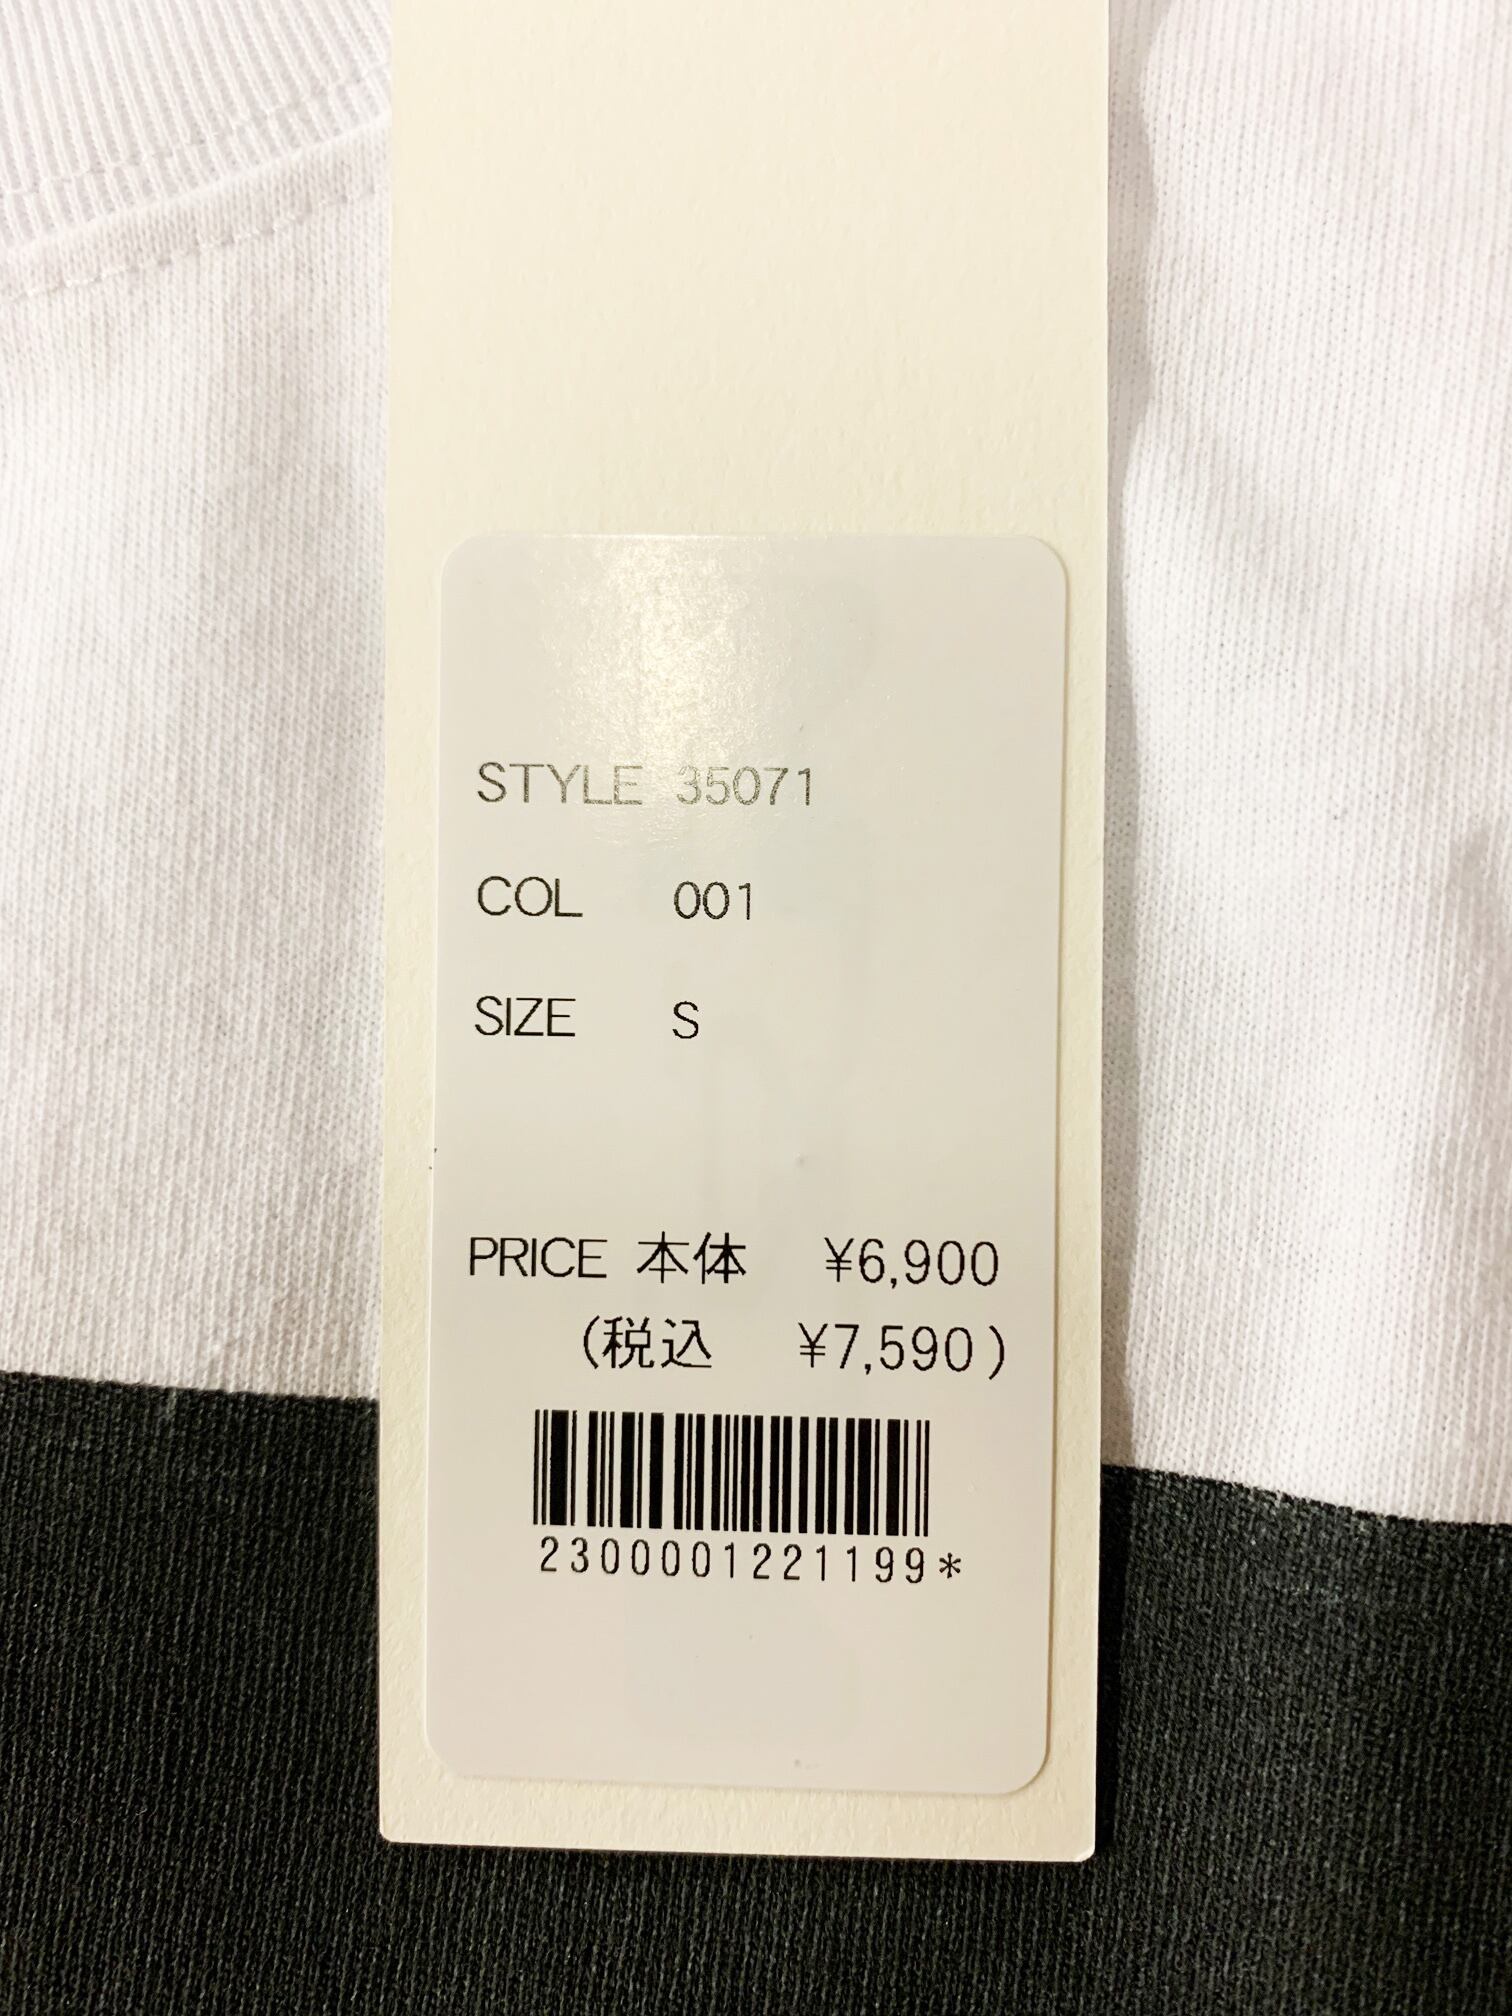 STYLE 35071
COL 001
SIZE S
PRICE 本体 ¥6,900
(税込 ¥7,590)
2300001221199*